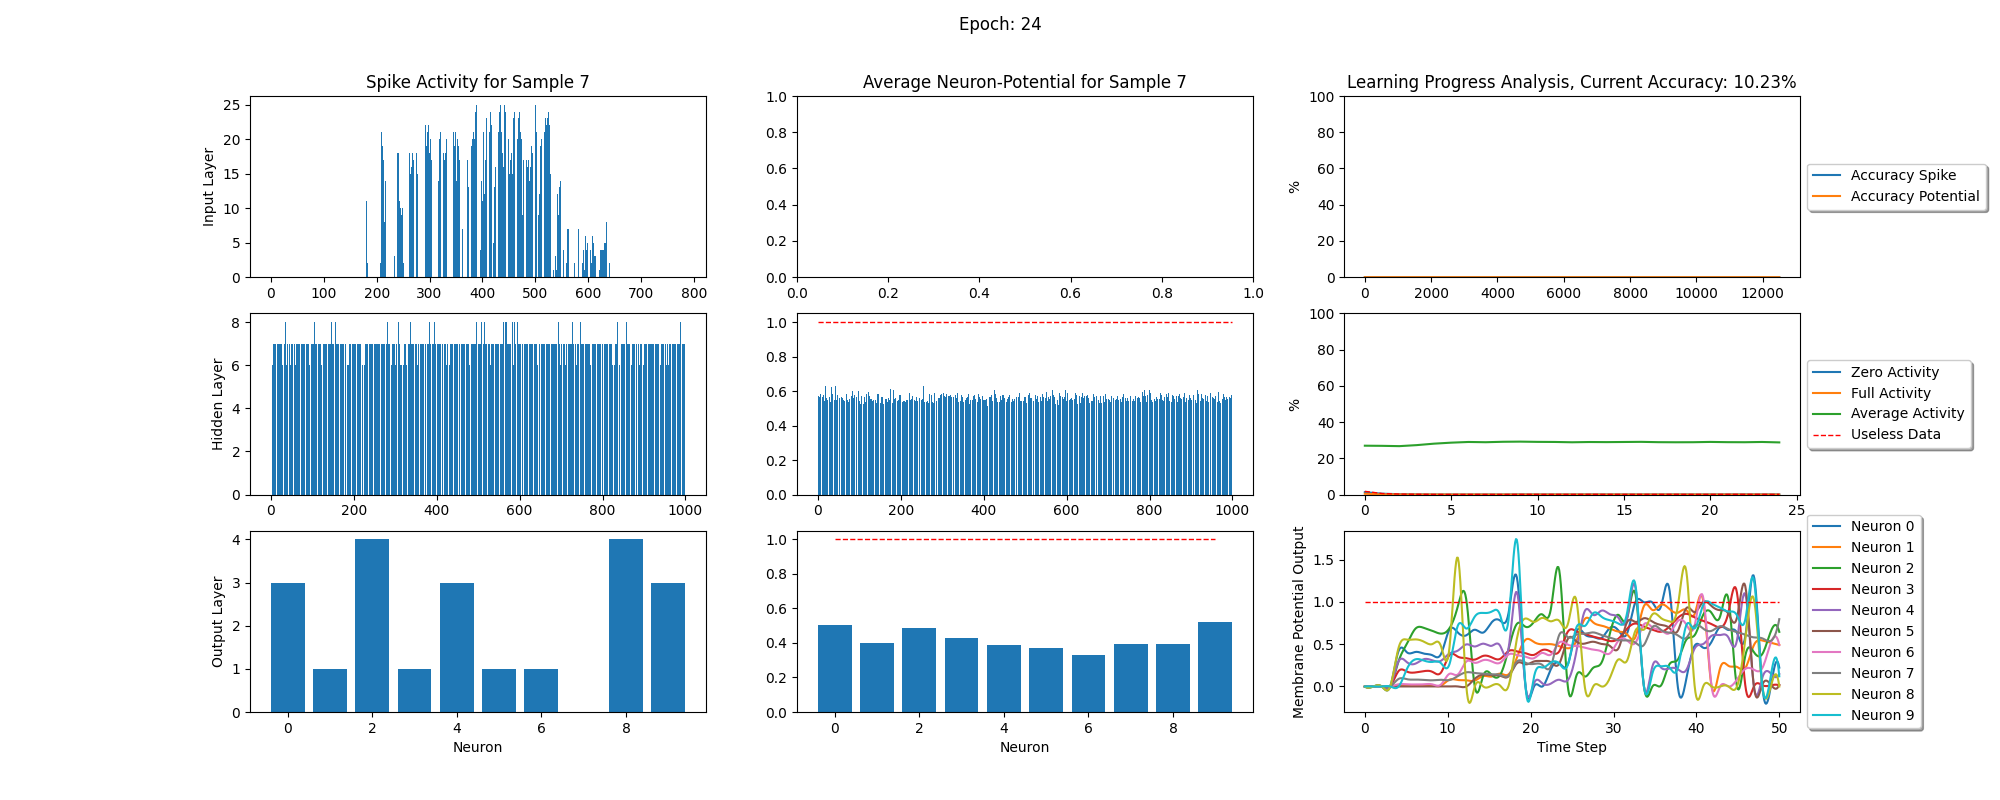 Epoch: 24
Spike Activity for Sample 7
Average Neuron-Potential for Sample 7
Learning Progress Analysis, Current Accuracy: 10.23%
Input Layer
25
20
15
10
5
0
0 100 200 300 400 500 600 700 800
1.0
0.8
0.6
0.4
0.2
0.0
0.0 0.2 0.4 0.6 0.8 1.0
%
100
80
60
40
20
0
0 2000 4000 6000 8000 10000 12000
Accuracy Spike
Accuracy Potential
Hidden Layer
8
6
4
2
0
0 200 400 600 800 1000
1.0
0.8
0.6
0.4
0.2
0.0
0 200 400 600 800 1000
%
100
80
60
40
20
0
0 5 10 15 20 25
Zero Activity
Full Activity
Average Activity
Useless Data
Output Layer
4
3
2
1
0
0 2 4 6 8
Neuron
1.0
0.8
0.6
0.4
0.2
0.0
0 2 4 6 8
Neuron
Membrane Potential Output
1.5
1.0
0.5
0.0
0 10 20 30 40 50
Time Step
Neuron 0
Neuron 1
Neuron 2
Neuron 3
Neuron 4
Neuron 5
Neuron 6
Neuron 7
Neuron 8
Neuron 9